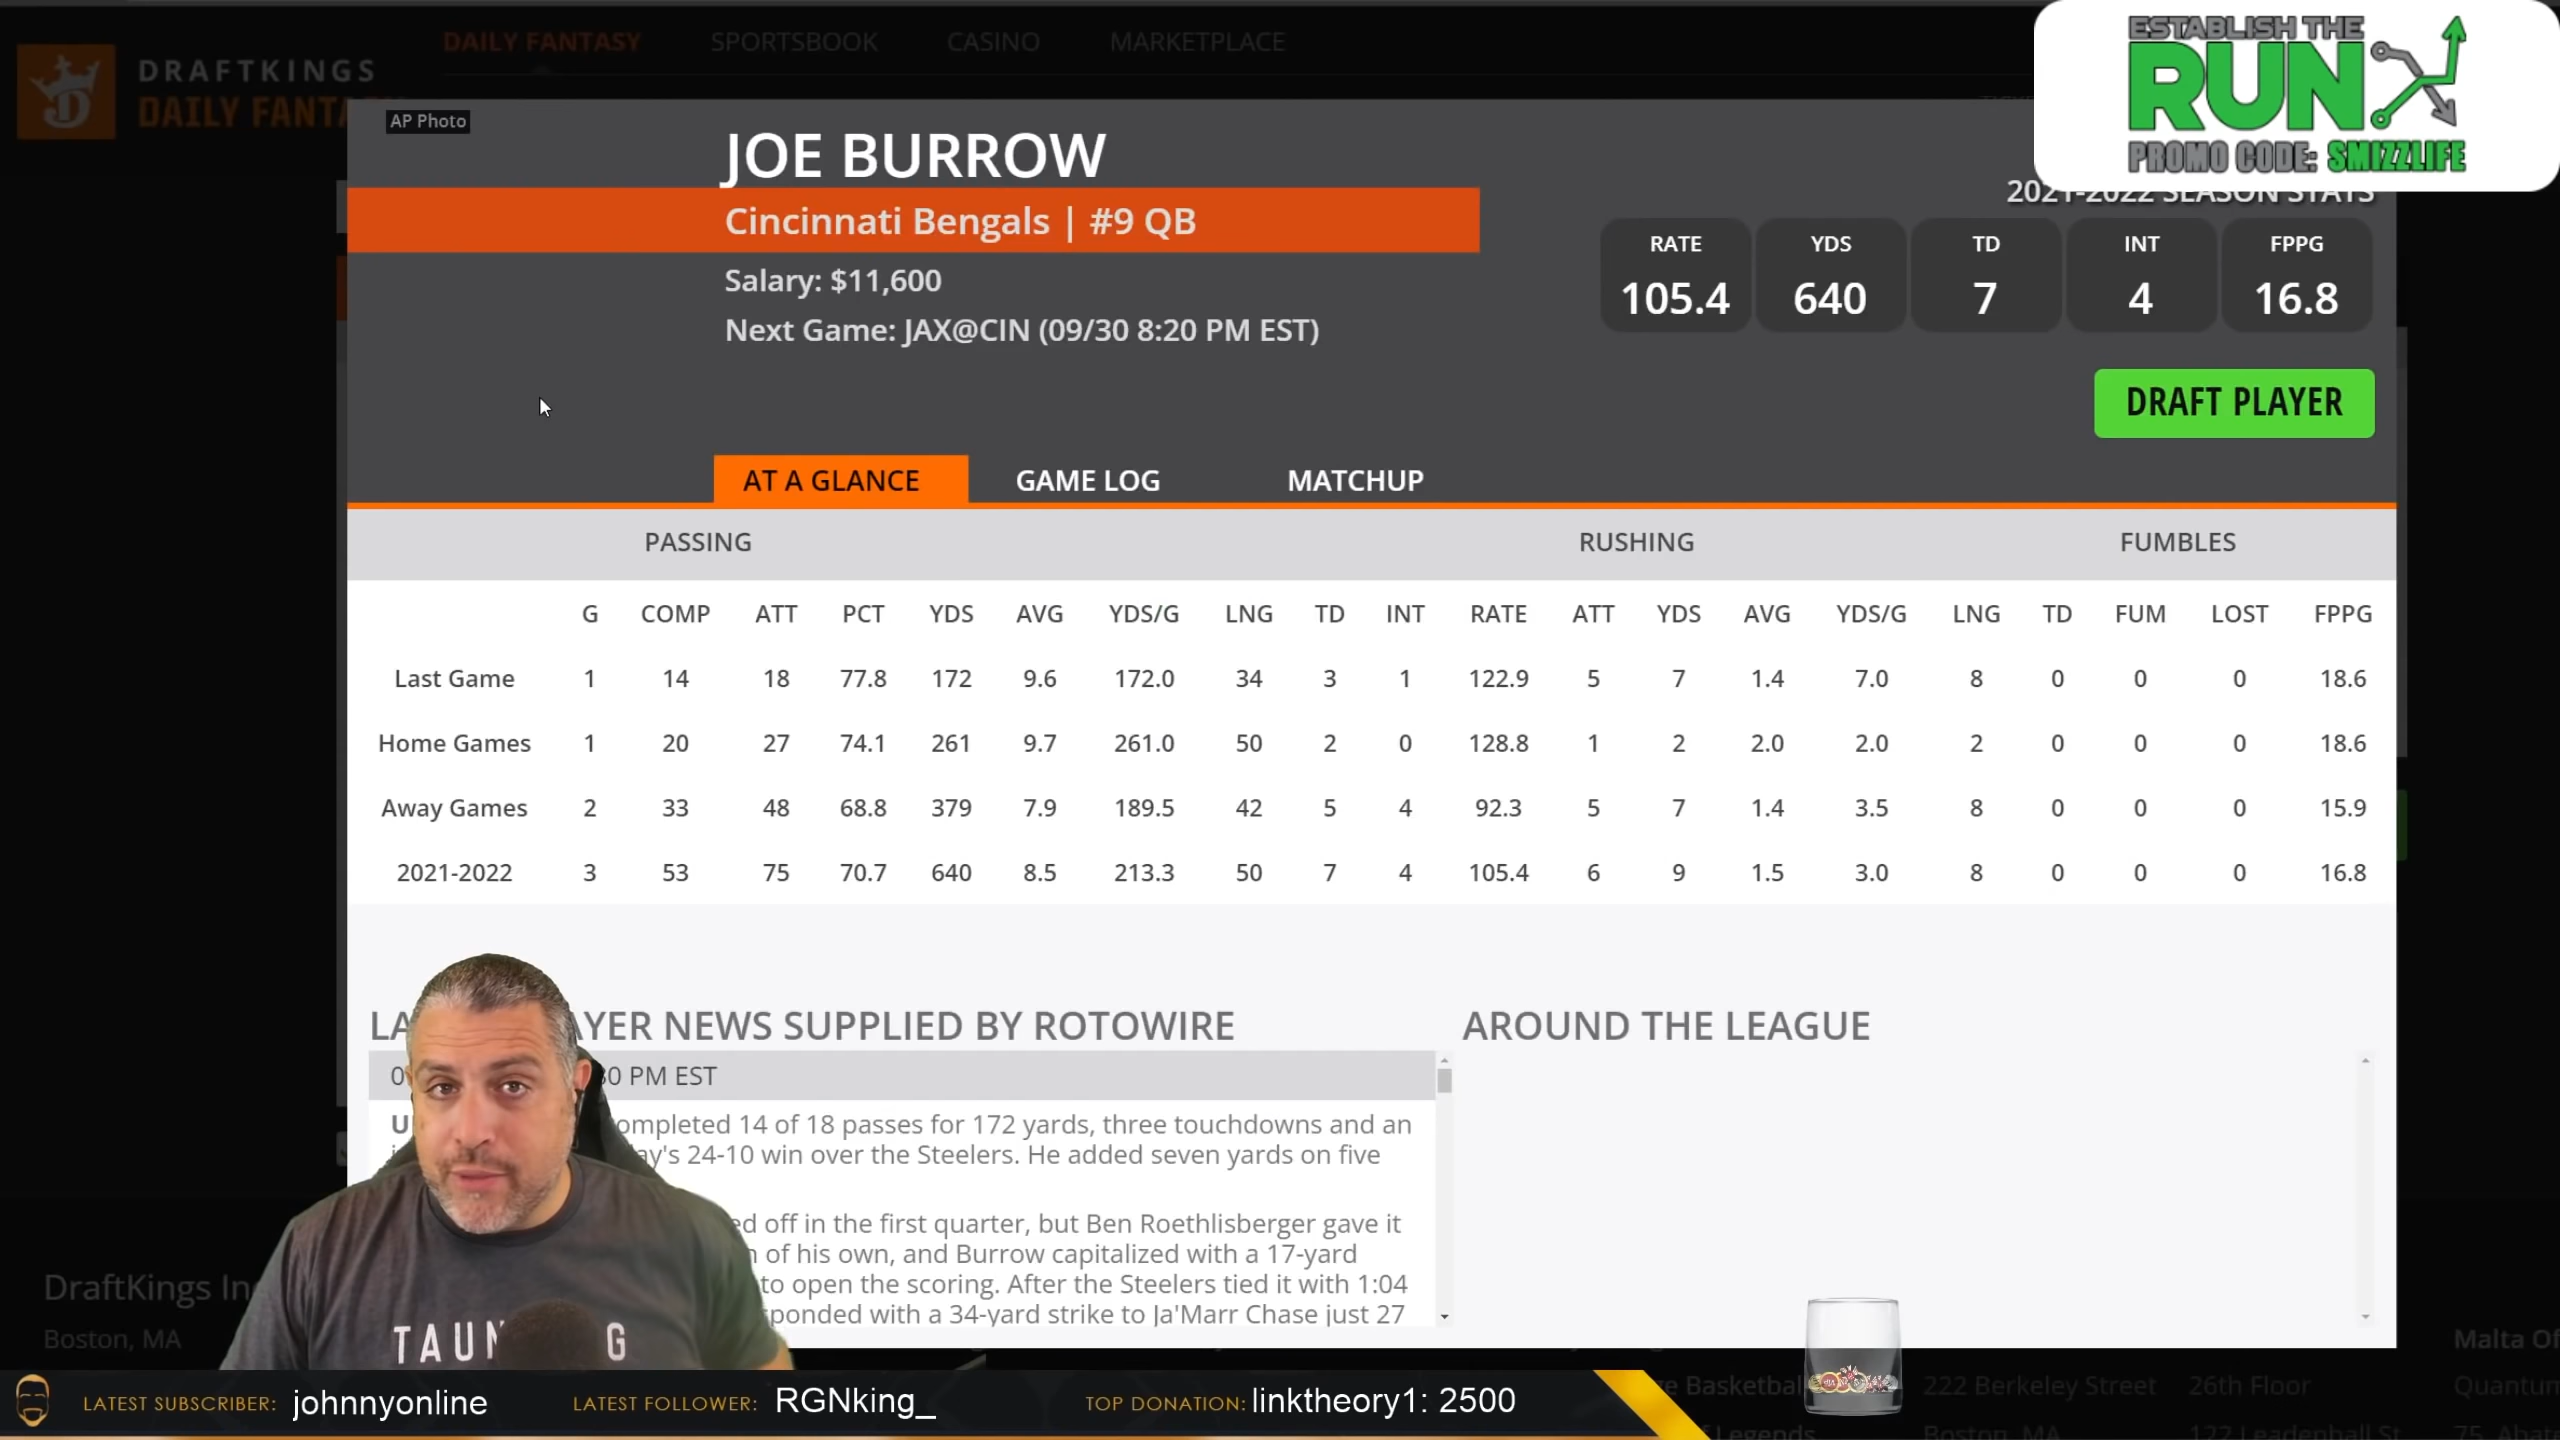 DRAFTKINGS
DAILY FANTASY SPORTSBOOK CASINO MARKETPLACE
ESTABLISH THE
RUN
PROMO CODE: SMIZZLIFE
AP Photo
JOE BURROW
Cincinnati Bengals | #9 QB
Salary: $11,600
Next Game: JAX@CIN (09/30 8:20 PM EST)
2021-2022 SEASON STATS
RATE YDS TD INT FPPG
105.4 640 7 4 16.8
DRAFT PLAYER
AT A GLANCE GAME LOG MATCHUP
PASSING RUSHING FUMBLES
G COMP ATT PCT YDS AVG YDS/G LNG TD INT RATE ATT YDS AVG YDS/G LNG TD FUM LOST FPPG
Last Game 1 14 18 77.8 172 9.6 172.0 34 3 1 122.9 5 7 1.4 7.0 8 0 0 0 18.6
Home Games 1 20 27 74.1 261 9.7 261.0 50 2 0 128.8 1 2 2.0 2.0 2 0 0 0 18.6
Away Games 2 33 48 68.8 379 7.9 189.5 42 5 4 92.3 5 7 1.4 3.5 8 0 0 0 15.9
2021-2022 3 53 75 70.7 640 8.5 213.3 50 7 4 105.4 6 9 1.5 3.0 8 0 0 0 16.8
NEWS SUPPLIED BY ROTOWIRE
AROUND THE LEAGUE
PM EST
14 of 18 passes for 172 yards, three touchdowns and an
24-10 win over the Steelers. He added seven yards on five
off in the first quarter, but Ben Roethlisberger gave it
of his own, and Burrow capitalized with a 17-yard
to open the scoring. After the Steelers tied it with 1:04
with a 34-yard strike to Ja'Marr Chase just 27
DraftKings
Boston, MA
Malta
222 Berkeley Street 26th Floor
Boston, MA
122 Leadenhall
LATEST SUBSCRIBER: johnnyonline LATEST FOLLOWER: RGNking_ TOP DONATION: linktheory1: 2500